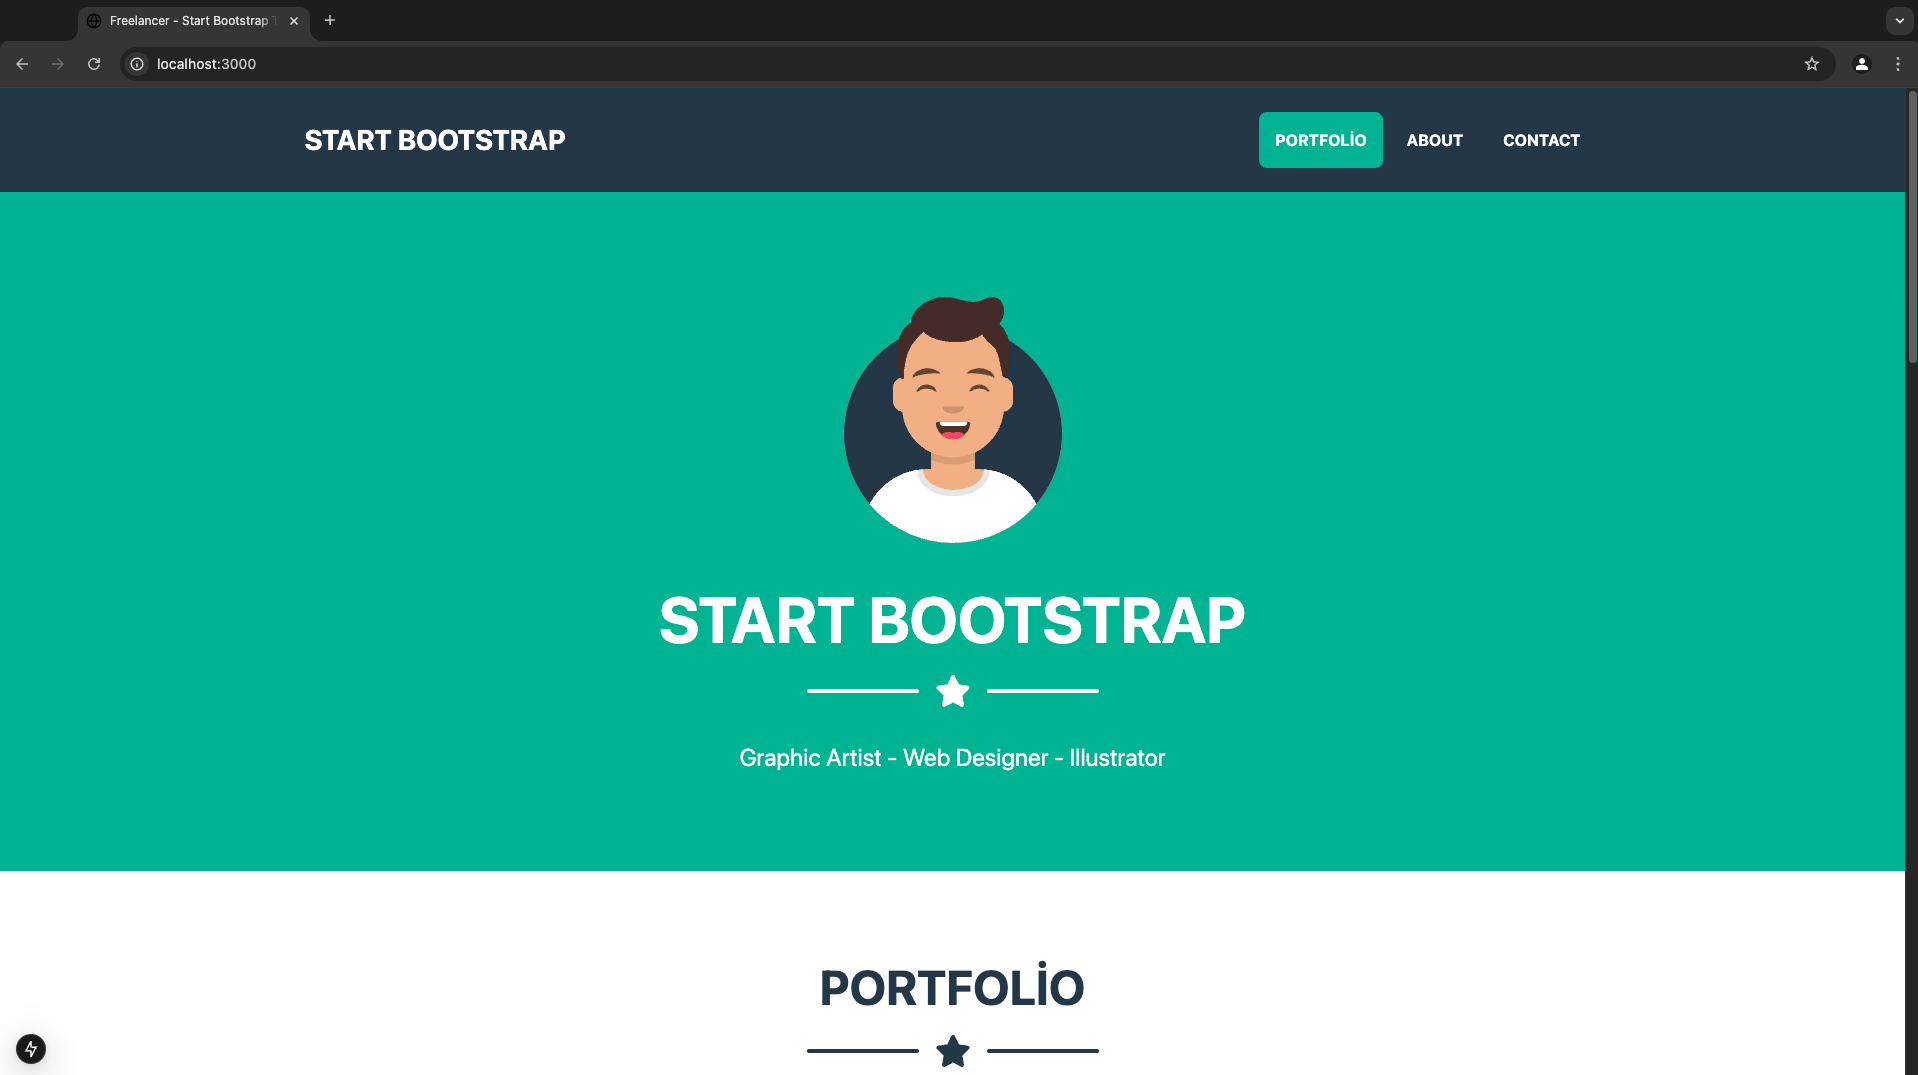 Freelancer - Start Bootstrap
localhost:3000
START BOOTSTRAP
PORTFOLİO
ABOUT
CONTACT
START BOOTSTRAP
Graphic Artist - Web Designer - Illustrator
PORTFOLİO